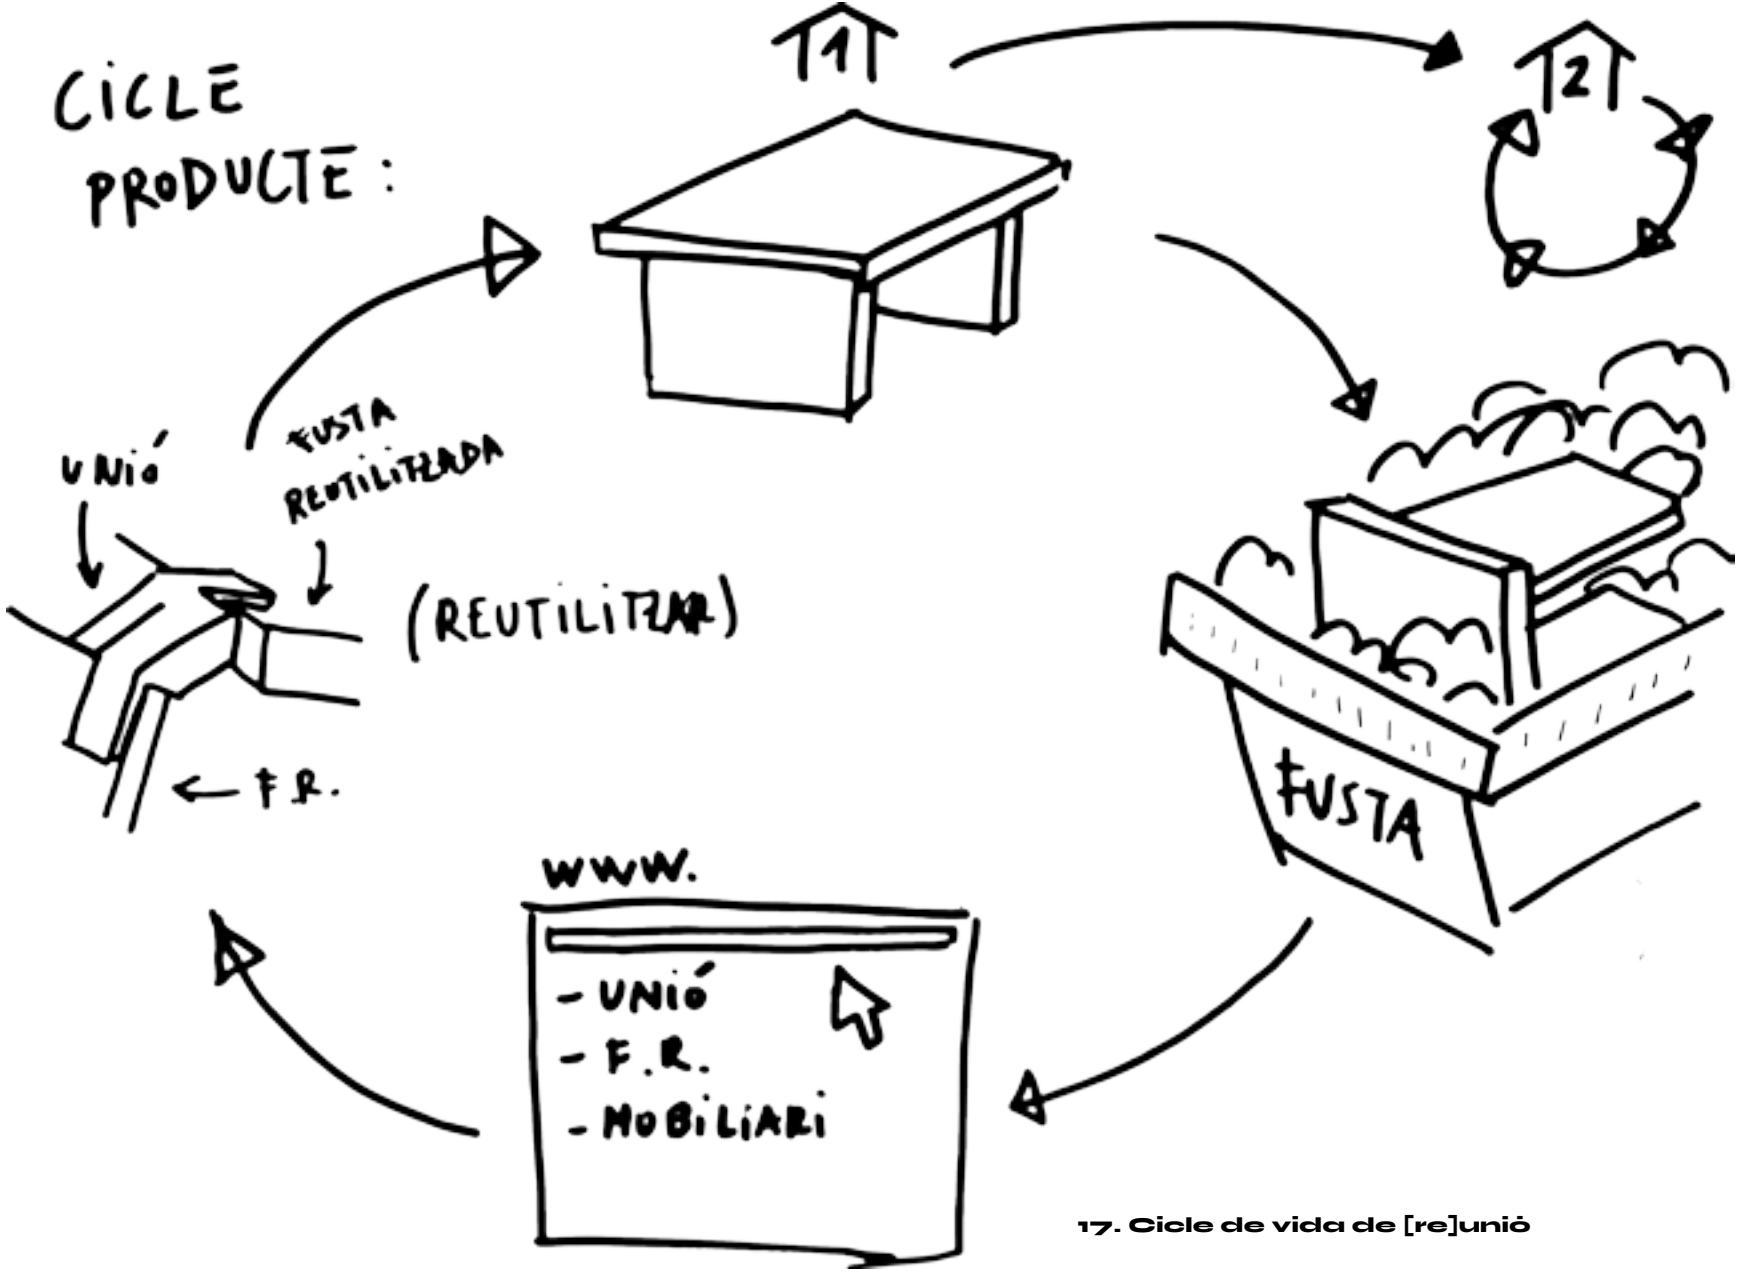 CICLE
PRODUCTE:
1
2
UNIÓ
FUSTA
REUTILITZADA
(REUTILITZAR)
F.R.
FUSTA
WWW.
- UNIÓ
- F.R.
- MOBILIARI
17. Cicle de vida de [re]unió